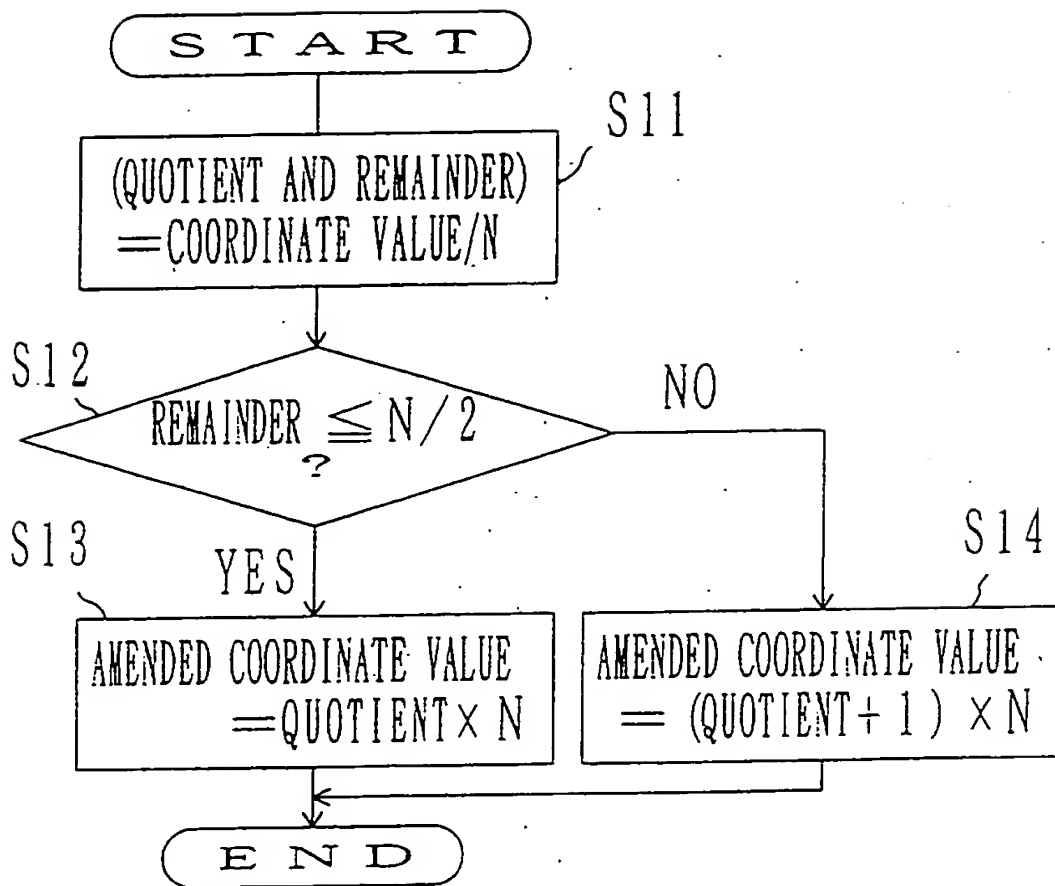 START
S11
(QUOTIENT AND REMAINDER)
=COORDINATE VALUE/N
S12
REMAINDER ≦ N/2
?
NO
YES
S13
AMENDED COORDINATE VALUE
=QUOTIENT× N
S14
AMENDED COORDINATE VALUE
= (QUOTIENT+1) ×N
END